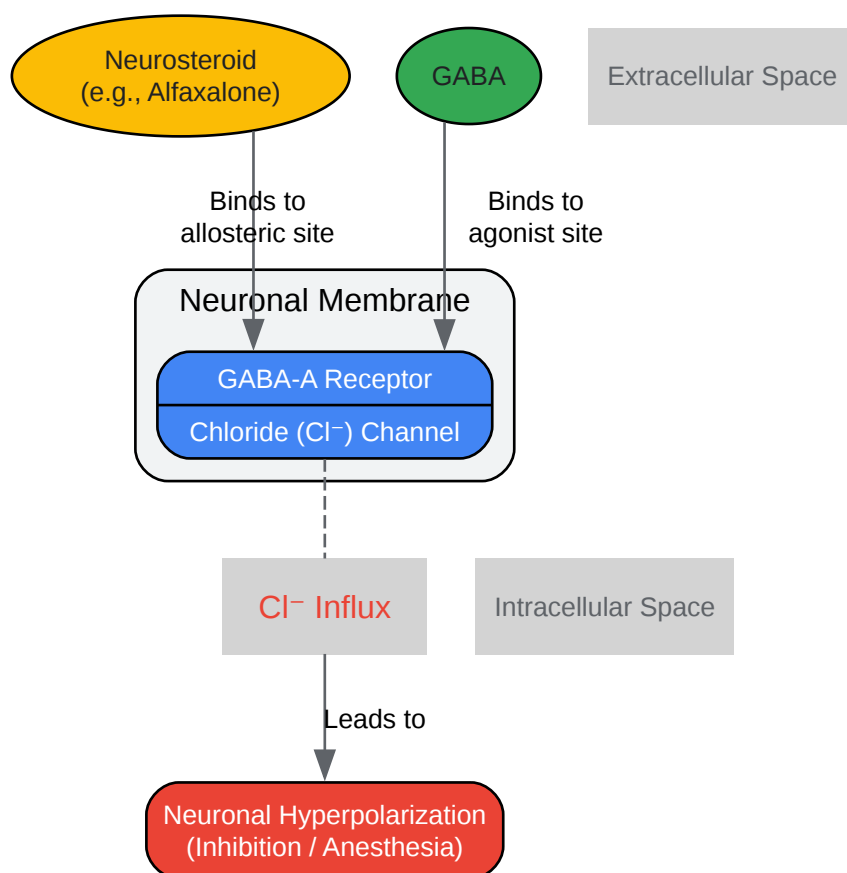 Neurosteroid
(e.g., Alfaxalone)
GABA
Extracellular Space
Binds to
allosteric site
Binds to
agonist site
Neuronal Membrane
GABA-A Receptor
Chloride (Cl⁻) Channel
Cl⁻ Influx
Intracellular Space
Leads to
Neuronal Hyperpolarization
(Inhibition / Anesthesia)